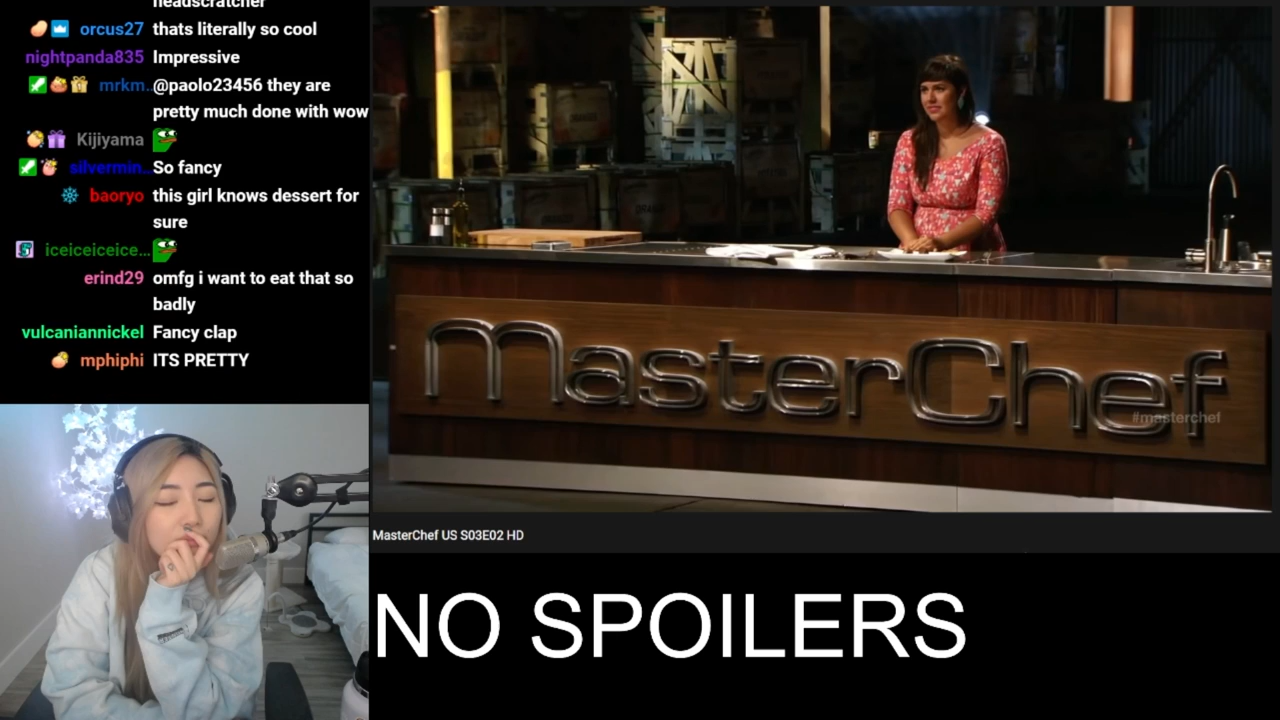 headscratcher
orcus27 thats literally so cool
nightpanda835 Impressive
mrkm… @paolo23456 they are
pretty much done with wow
Kijiyama
silvermin… So fancy
baoryo this girl knows dessert for
sure
iceiceiceice…
erind29 omfg i want to eat that so
badly
vulcaniannickel Fancy clap
mphiphi ITS PRETTY
MasterChef
#masterchef
MasterChef US S03E02 HD
NO SPOILERS